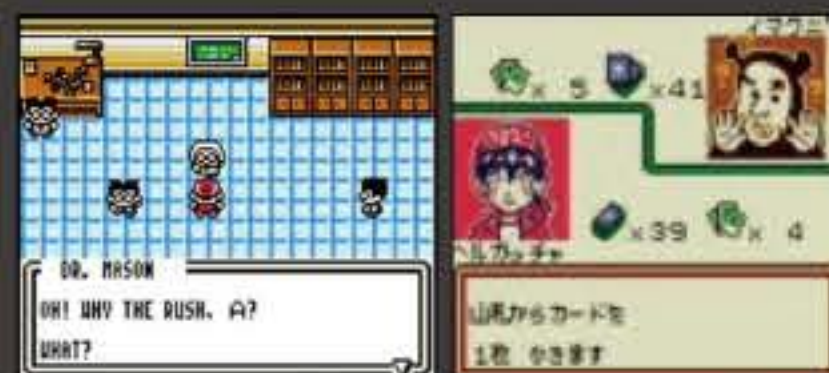 DR. MASON
OH! WHY THE RUSH, A?
WHAT?
イマクニ?
× 5 ×41
×39 × 4
山札からカードを
1枚 ひきます